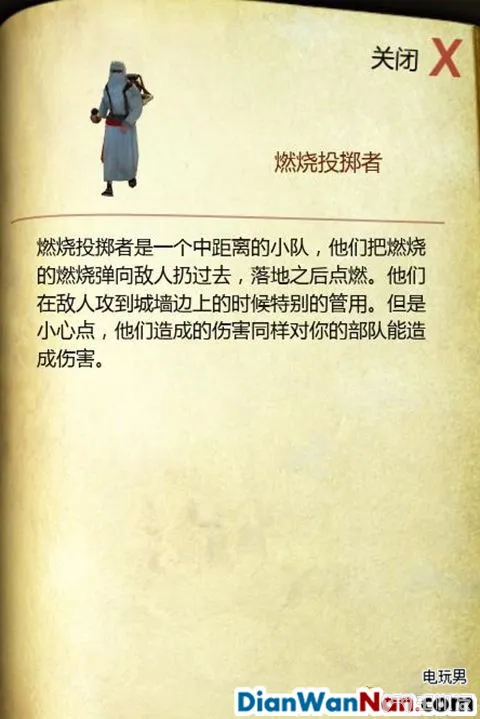 关闭 X
燃烧投掷者
燃烧投掷者是一个中距离的小队，他们把燃烧
的燃烧弹向敌人扔过去，落地之后点燃。他们
在敌人攻到城墙边上的时候特别的管用。但是
小心点，他们造成的伤害同样对你的部队能造
成伤害。
电玩男
DianWanNan.com